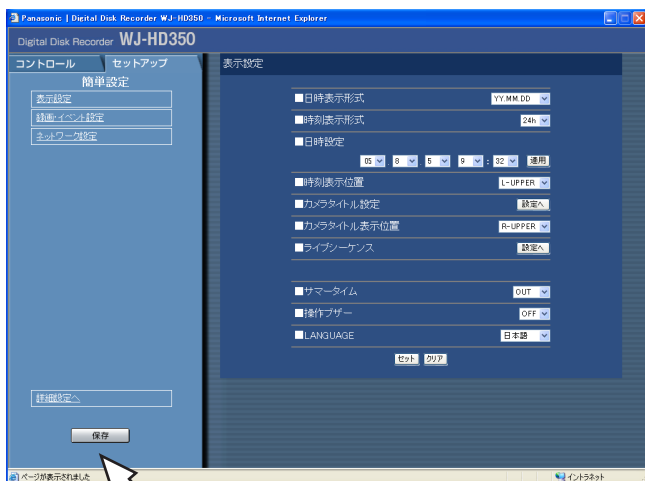 Panasonic | Digital Disk Recorder WJ-HD350 - Microsoft Internet Explorer
Digital Disk Recorder WJ-HD350
コントロール セットアップ
簡単設定
表示設定
録画・イベント設定
ネットワーク設定
詳細設定へ
保存
表示設定
■日時表示形式 YY.MM.DD
■時刻表示形式 24h
■日時設定
05 . 8 . 5 9 : 32 適用
■時刻表示位置 L-UPPER
■カメラタイトル設定 設定へ
■カメラタイトル表示位置 R-UPPER
■ライブシーケンス 設定へ
■サマータイム OUT
■操作ブザー OFF
■LANGUAGE 日本語
セット クリア
ページが表示されました イントラネット